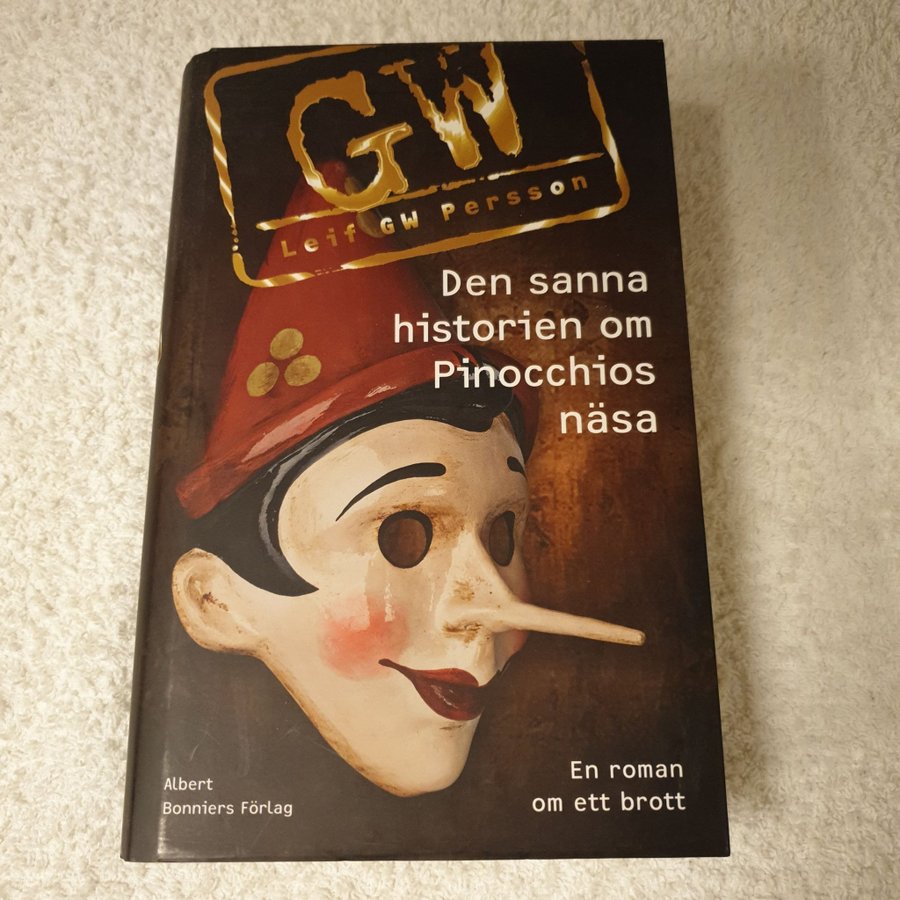 GW
Leif GW Persson
Den sanna
historien om
Pinocchios
näsa
En roman
om ett brott
Albert
Bonniers Förlag